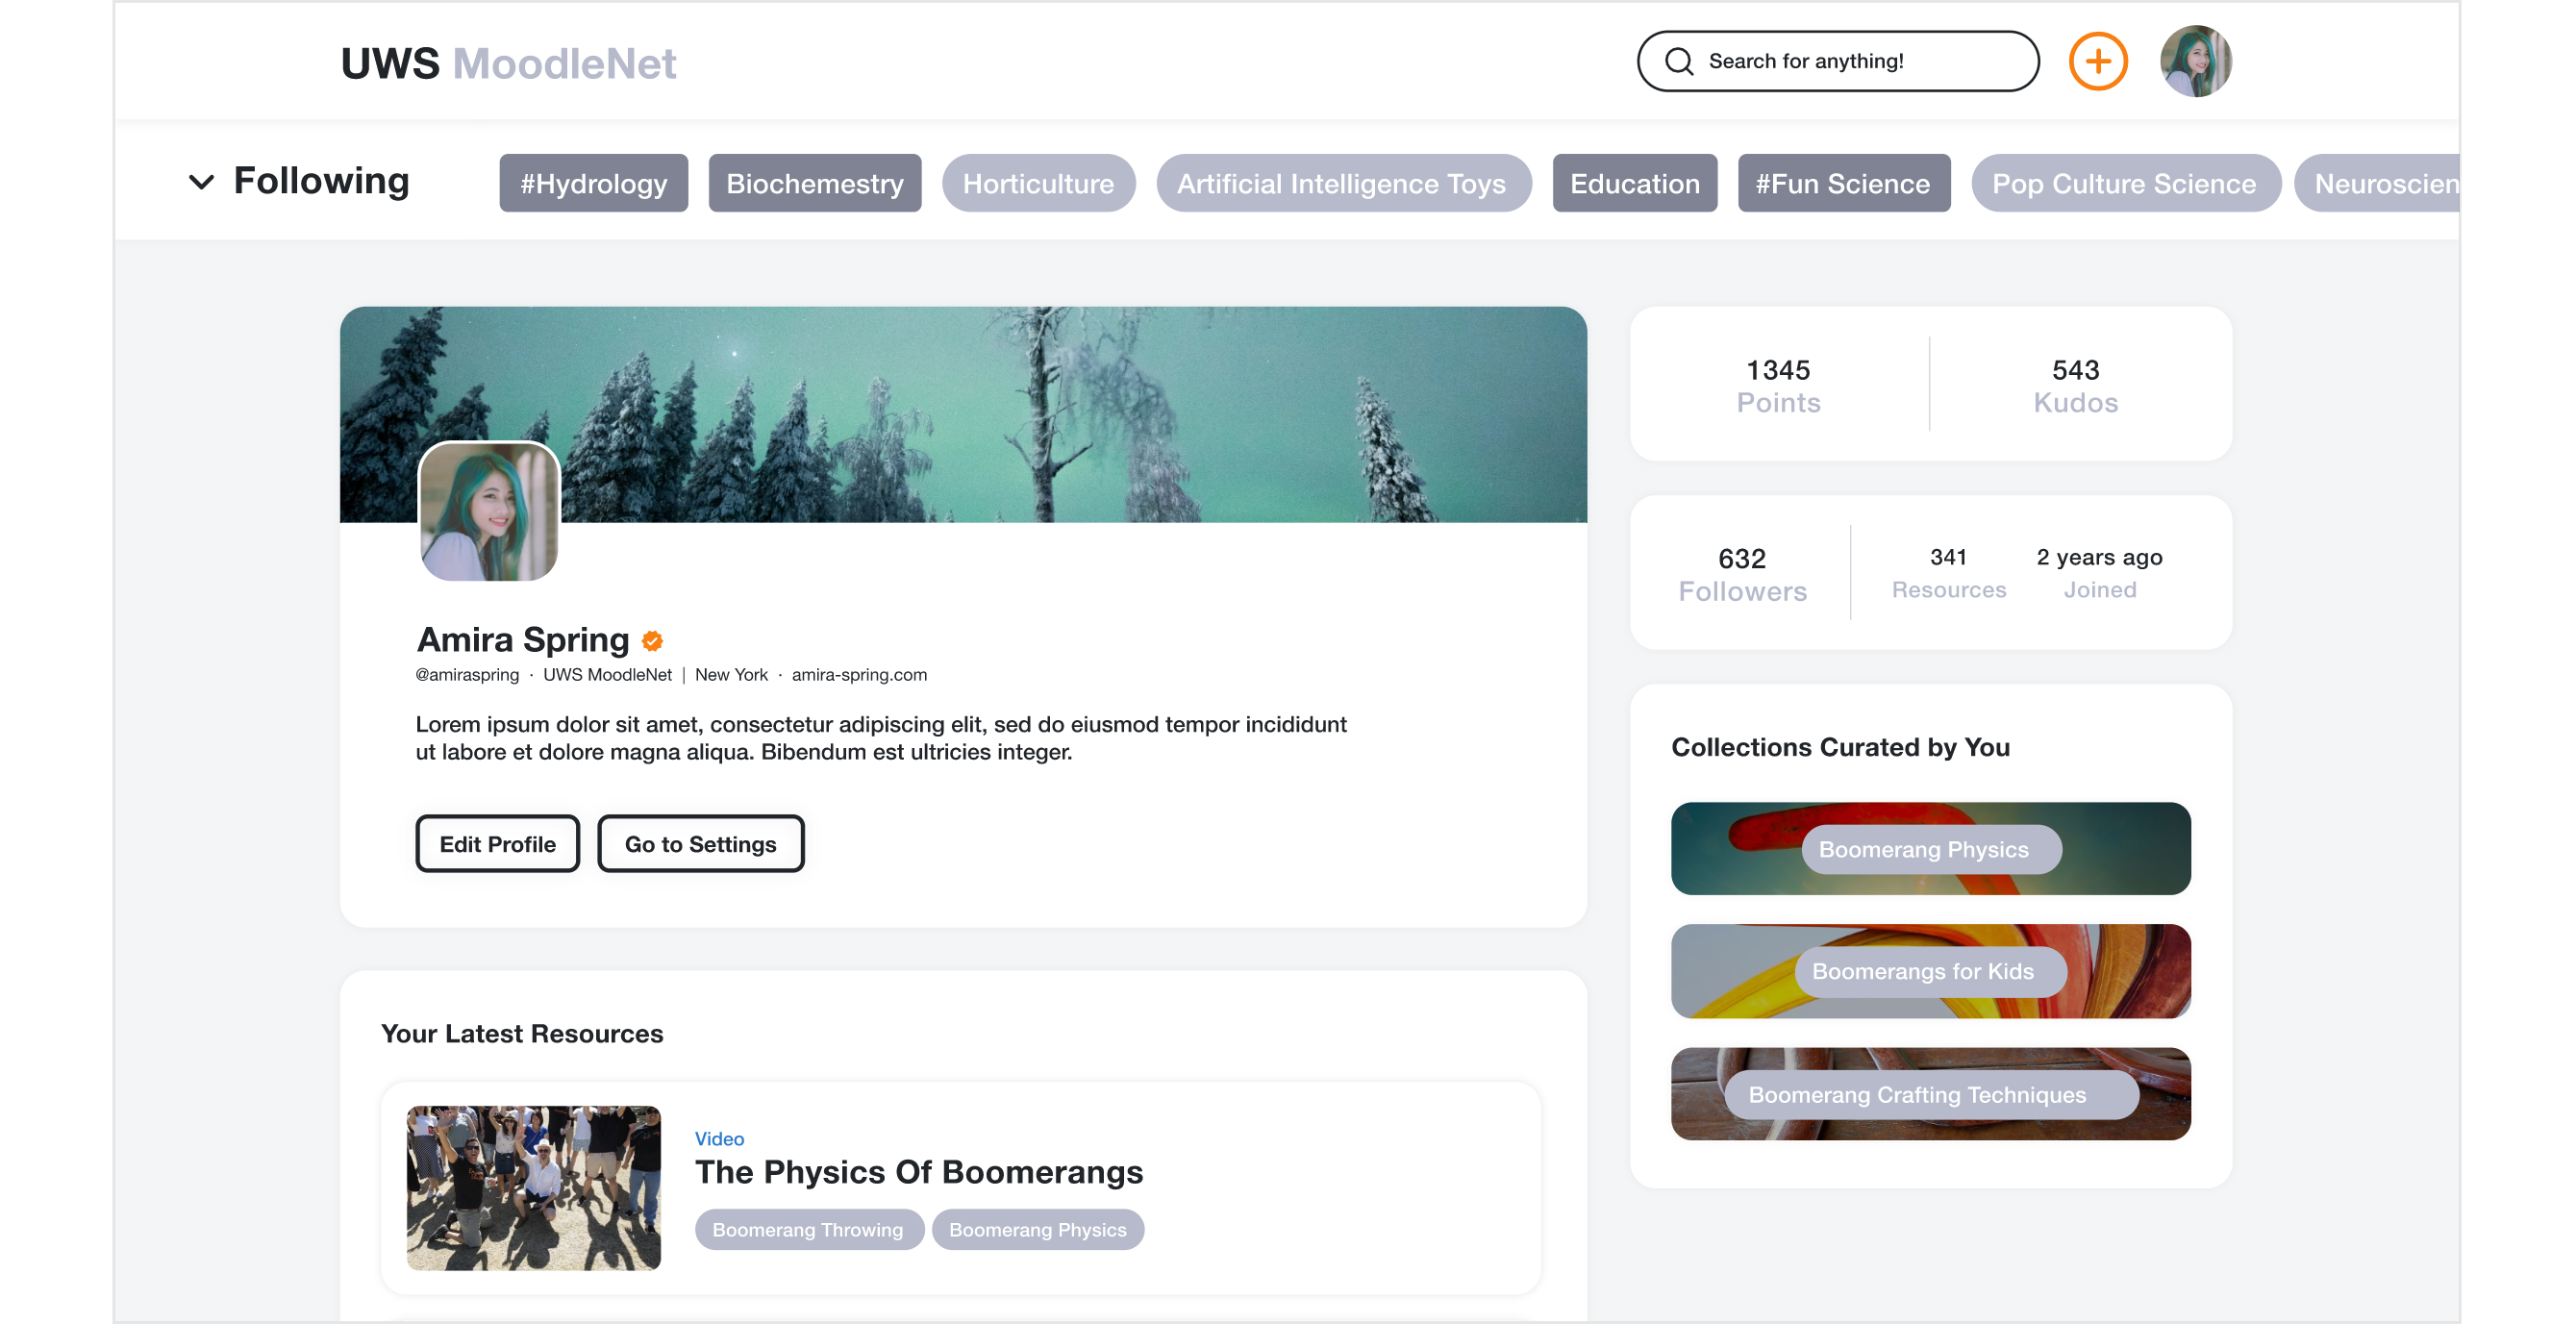 UWS MoodleNet
Search for anything!
Following
#Hydrology
Biochemestry
Horticulture
Artificial Intelligence Toys
Education
#Fun Science
Pop Culture Science
Neuroscien
1345
Points
543
Kudos
632
Followers
341
Resources
2 years ago
Joined
Amira Spring
@amiraspring · UWS MoodleNet | New York · amira-spring.com
Lorem ipsum dolor sit amet, consectetur adipiscing elit, sed do eiusmod tempor incididunt
ut labore et dolore magna aliqua. Bibendum est ultricies integer.
Edit Profile
Go to Settings
Collections Curated by You
Boomerang Physics
Boomerangs for Kids
Boomerang Crafting Techniques
Your Latest Resources
Video
The Physics Of Boomerangs
Boomerang Throwing
Boomerang Physics